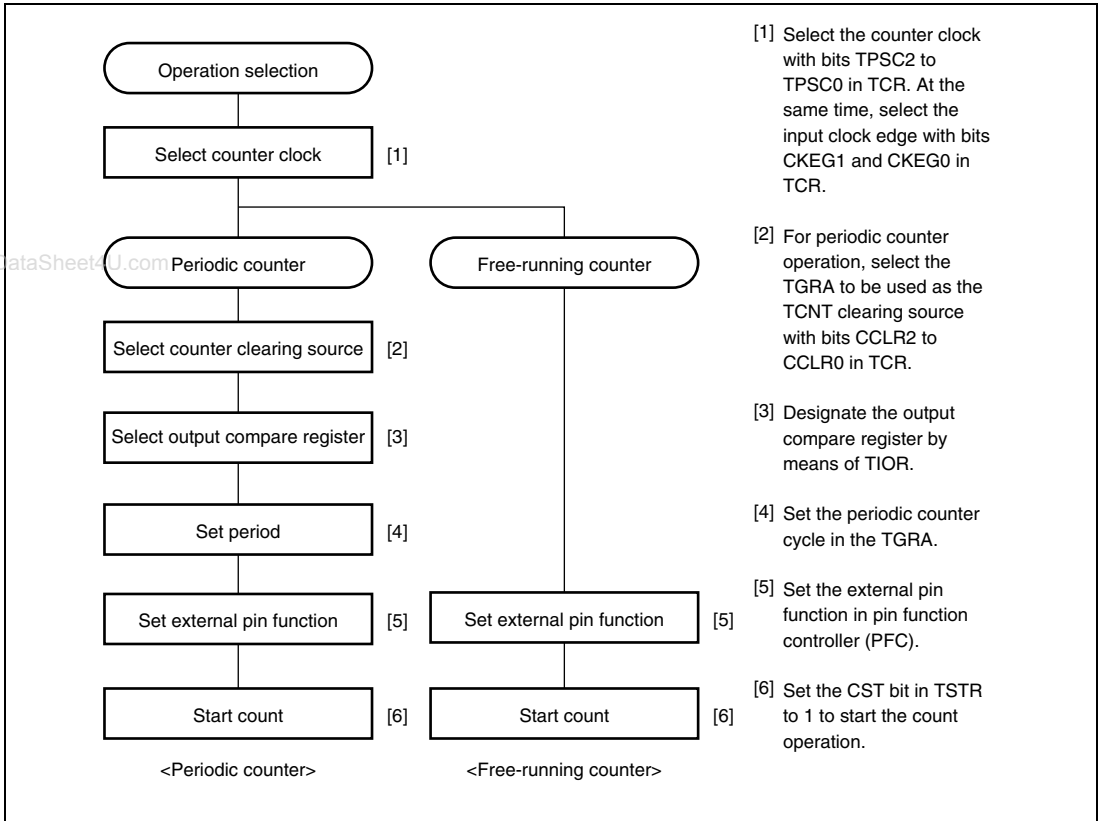 Operation selection
Select counter clock
[1]
Periodic counter
Free-running counter
Select counter clearing source
[2]
Select output compare register
[3]
Set period
[4]
Set external pin function
[5]
Set external pin function
[5]
Start count
[6]
Start count
[6]
<Periodic counter>
<Free-running counter>
[1] Select the counter clock
with bits TPSC2 to
TPSC0 in TCR. At the
same time, select the
input clock edge with bits
CKEG1 and CKEG0 in
TCR.
[2] For periodic counter
operation, select the
TGRA to be used as the
TCNT clearing source
with bits CCLR2 to
CCLR0 in TCR.
[3] Designate the output
compare register by
means of TIOR.
[4] Set the periodic counter
cycle in the TGRA.
[5] Set the external pin
function in pin function
controller (PFC).
[6] Set the CST bit in TSTR
to 1 to start the count
operation.
ataSheet4U.com